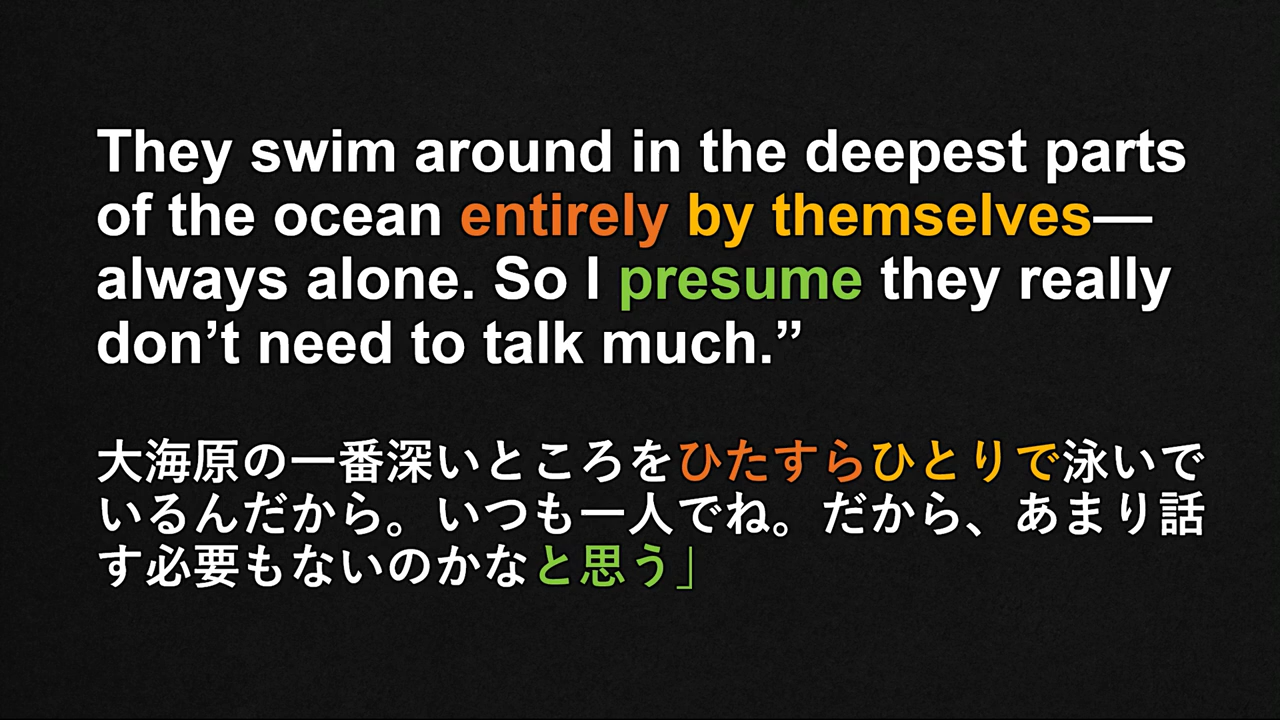 They swim around in the deepest parts
of the ocean entirely by themselves—
always alone. So I presume they really
don’t need to talk much.”
大海原の一番深いところをひたすらひとりで泳いで
いるんだから。いつも一人でね。だから、あまり話
す必要もないのかなと思う」